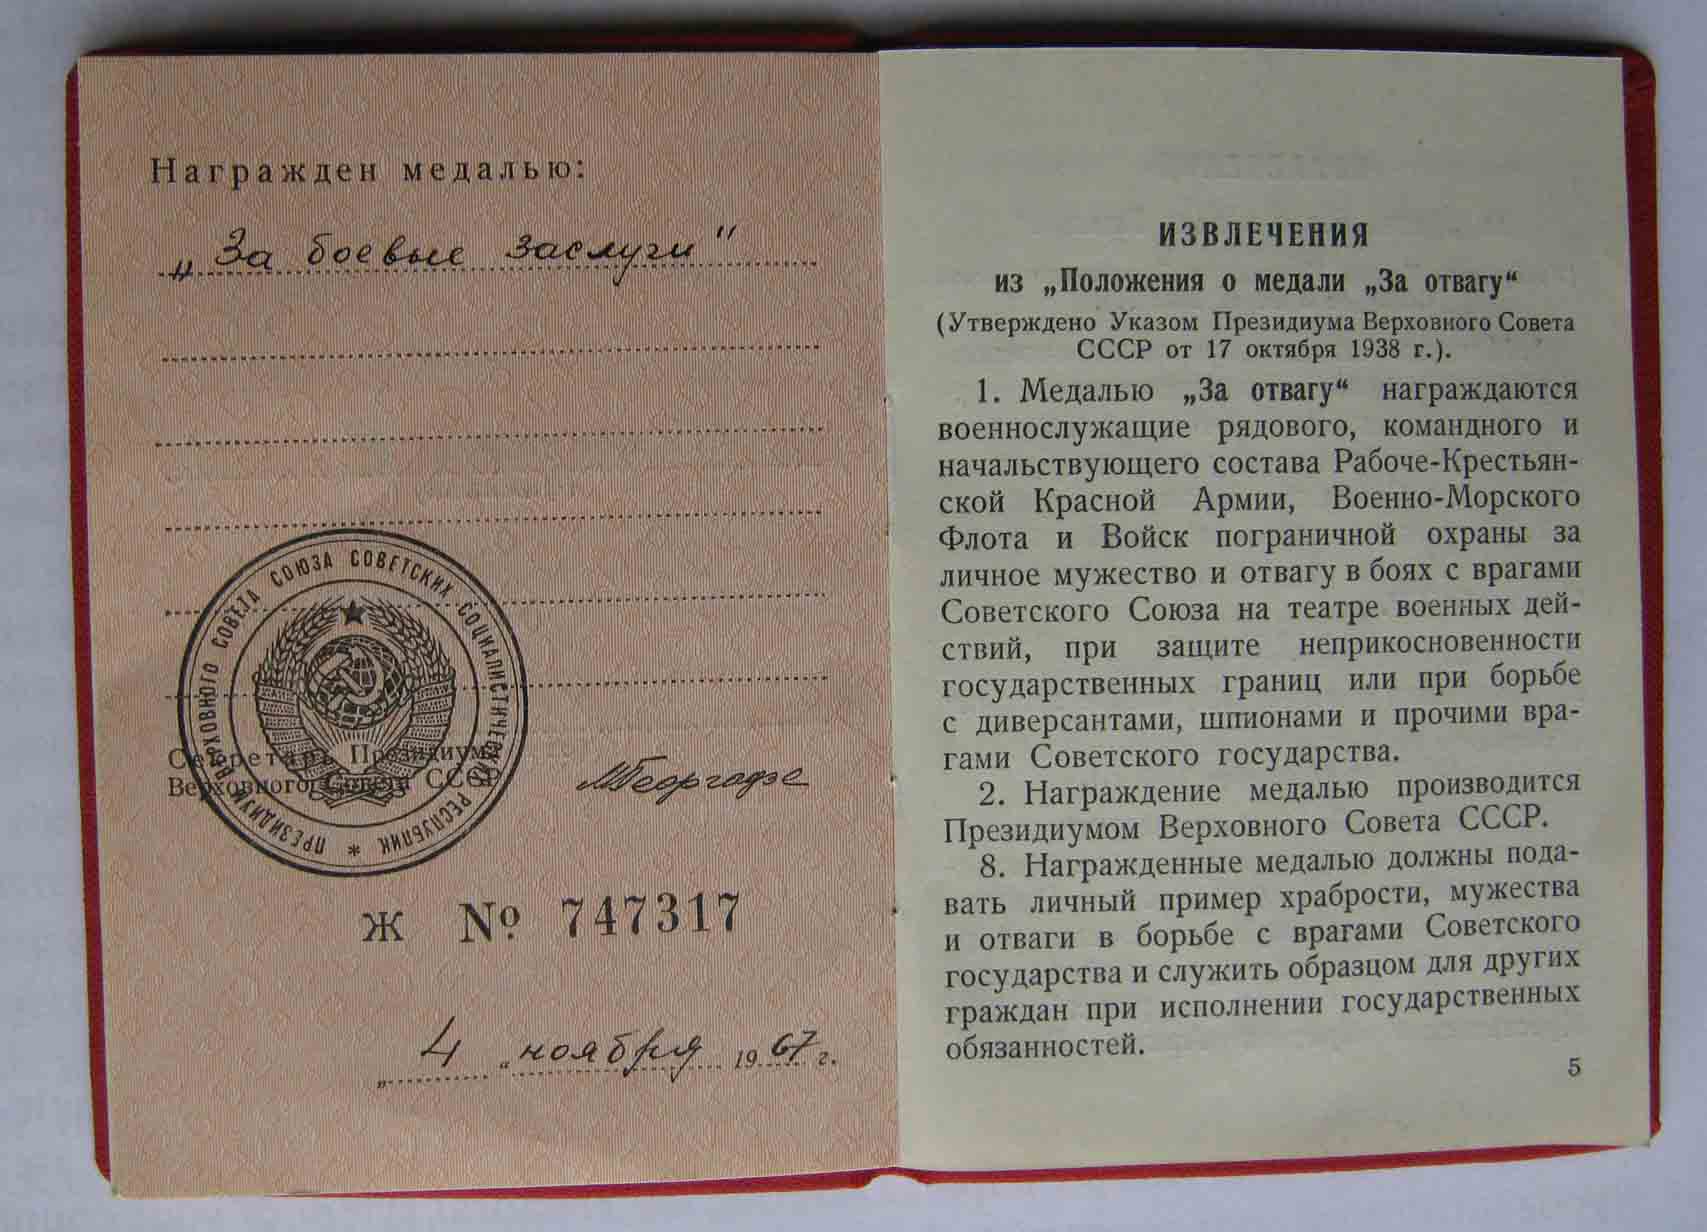 Награжден медалью:
„За боевые заслуги"
ПРЕЗИДИУМ ВЕРХОВНОГО СОВЕТА СОЮЗА СОВЕТСКИХ СОЦИАЛИСТИЧЕСКИХ РЕСПУБЛИК *
Секретарь Президиума
Верховного Совета СССР
МГеоргадзе
Ж № 747317
„ 4 “ ноября 1967 г.
ИЗВЛЕЧЕНИЯ
из „Положения о медали „За отвагу“
(Утверждено Указом Президиума Верховного Совета
СССР от 17 октября 1938 г.).
1. Медалью „За отвагу“ награждаются
военнослужащие рядового, командного и
начальствующего состава Рабоче-Крестьян-
ской Красной Армии, Военно-Морского
Флота и Войск пограничной охраны за
личное мужество и отвагу в боях с врагами
Советского Союза на театре военных дей-
ствий, при защите неприкосновенности
государственных границ или при борьбе
с диверсантами, шпионами и прочими вра-
гами Советского государства.
2. Награждение медалью производится
Президиумом Верховного Совета СССР.
8. Награжденные медалью должны пода-
вать личный пример храбрости, мужества
и отваги в борьбе с врагами Советского
государства и служить образцом для других
граждан при исполнении государственных
обязанностей.
5